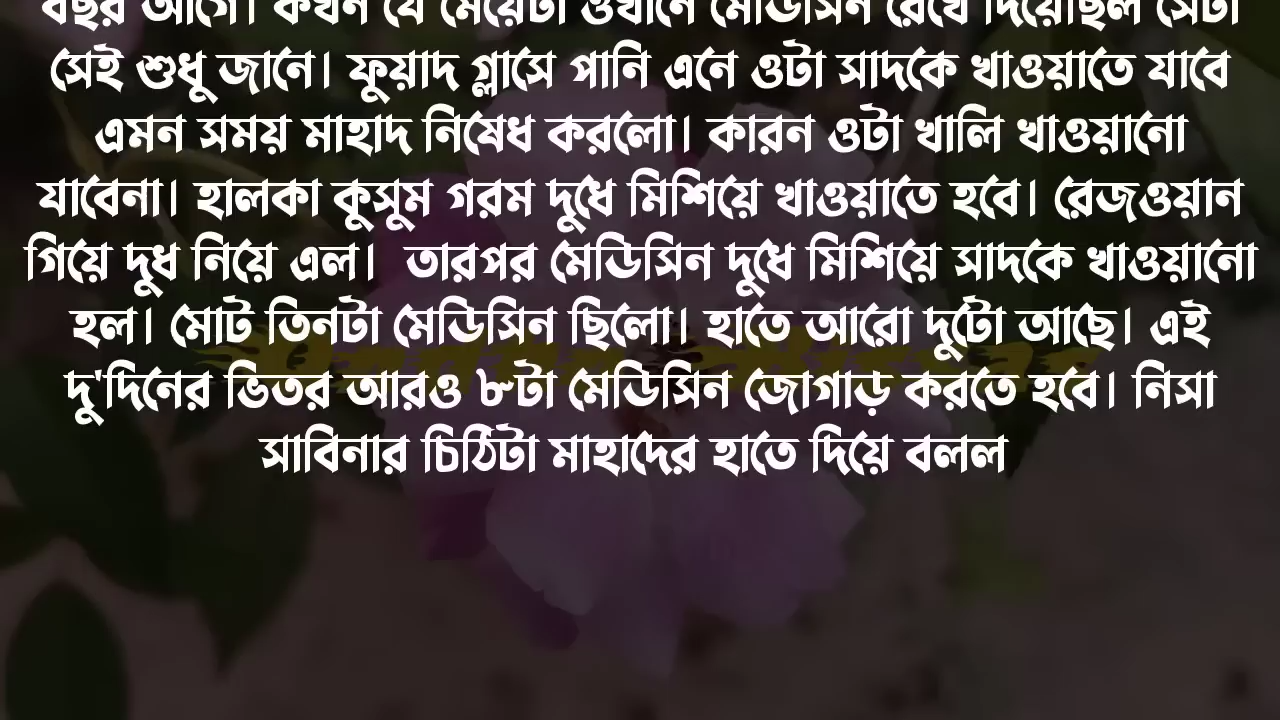 বছর আগে। কখন যে মেয়েটা ওখানে মেডিসিন রেখে দিয়েছিল সেটা
সেই শুধু জানে। ফুয়াদ গ্লাসে পানি এনে ওটা সাদকে খাওয়াতে যাবে
এমন সময় মাহাদ নিষেধ করলো। কারন ওটা খালি খাওয়ানো
যাবেনা। হালকা কুসুম গরম দুধে মিশিয়ে খাওয়াতে হবে। রেজওয়ান
গিয়ে দুধ নিয়ে এল। তারপর মেডিসিন দুধে মিশিয়ে সাদকে খাওয়ানো
হল। মোট তিনটা মেডিসিন ছিলো। হাতে আরো দুটো আছে। এই
দু'দিনের ভিতর আরও ৮টা মেডিসিন জোগাড় করতে হবে। নিসা
সাবিনার চিঠিটা মাহাদের হাতে দিয়ে বলল